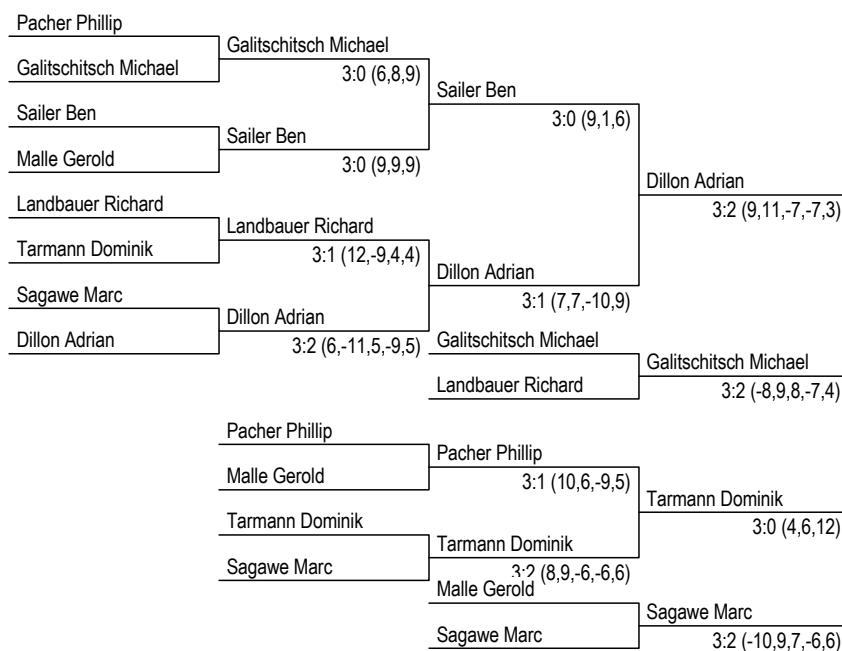 Pacher Phillip
Galitschitsch Michael
Galitschitsch Michael
3:0 (6,8,9)
Sailer Ben
Sailer Ben
3:0 (9,1,6)
Sailer Ben
Malle Gerold
3:0 (9,9,9)
Dillon Adrian
3:2 (9,11,-7,-7,3)
Landbauer Richard
Landbauer Richard
Tarmann Dominik
3:1 (12,-9,4,4)
Dillon Adrian
3:1 (7,7,-10,9)
Sagawe Marc
Dillon Adrian
Dillon Adrian
3:2 (6,-11,5,-9,5)
Galitschitsch Michael
Galitschitsch Michael
Landbauer Richard
3:2 (-8,9,8,-7,4)
Pacher Phillip
Pacher Phillip
Malle Gerold
3:1 (10,6,-9,5)
Tarmann Dominik
3:0 (4,6,12)
Tarmann Dominik
Tarmann Dominik
Sagawe Marc
3:2 (8,9,-6,-6,6)
Malle Gerold
Sagawe Marc
Sagawe Marc
3:2 (-10,9,7,-6,6)